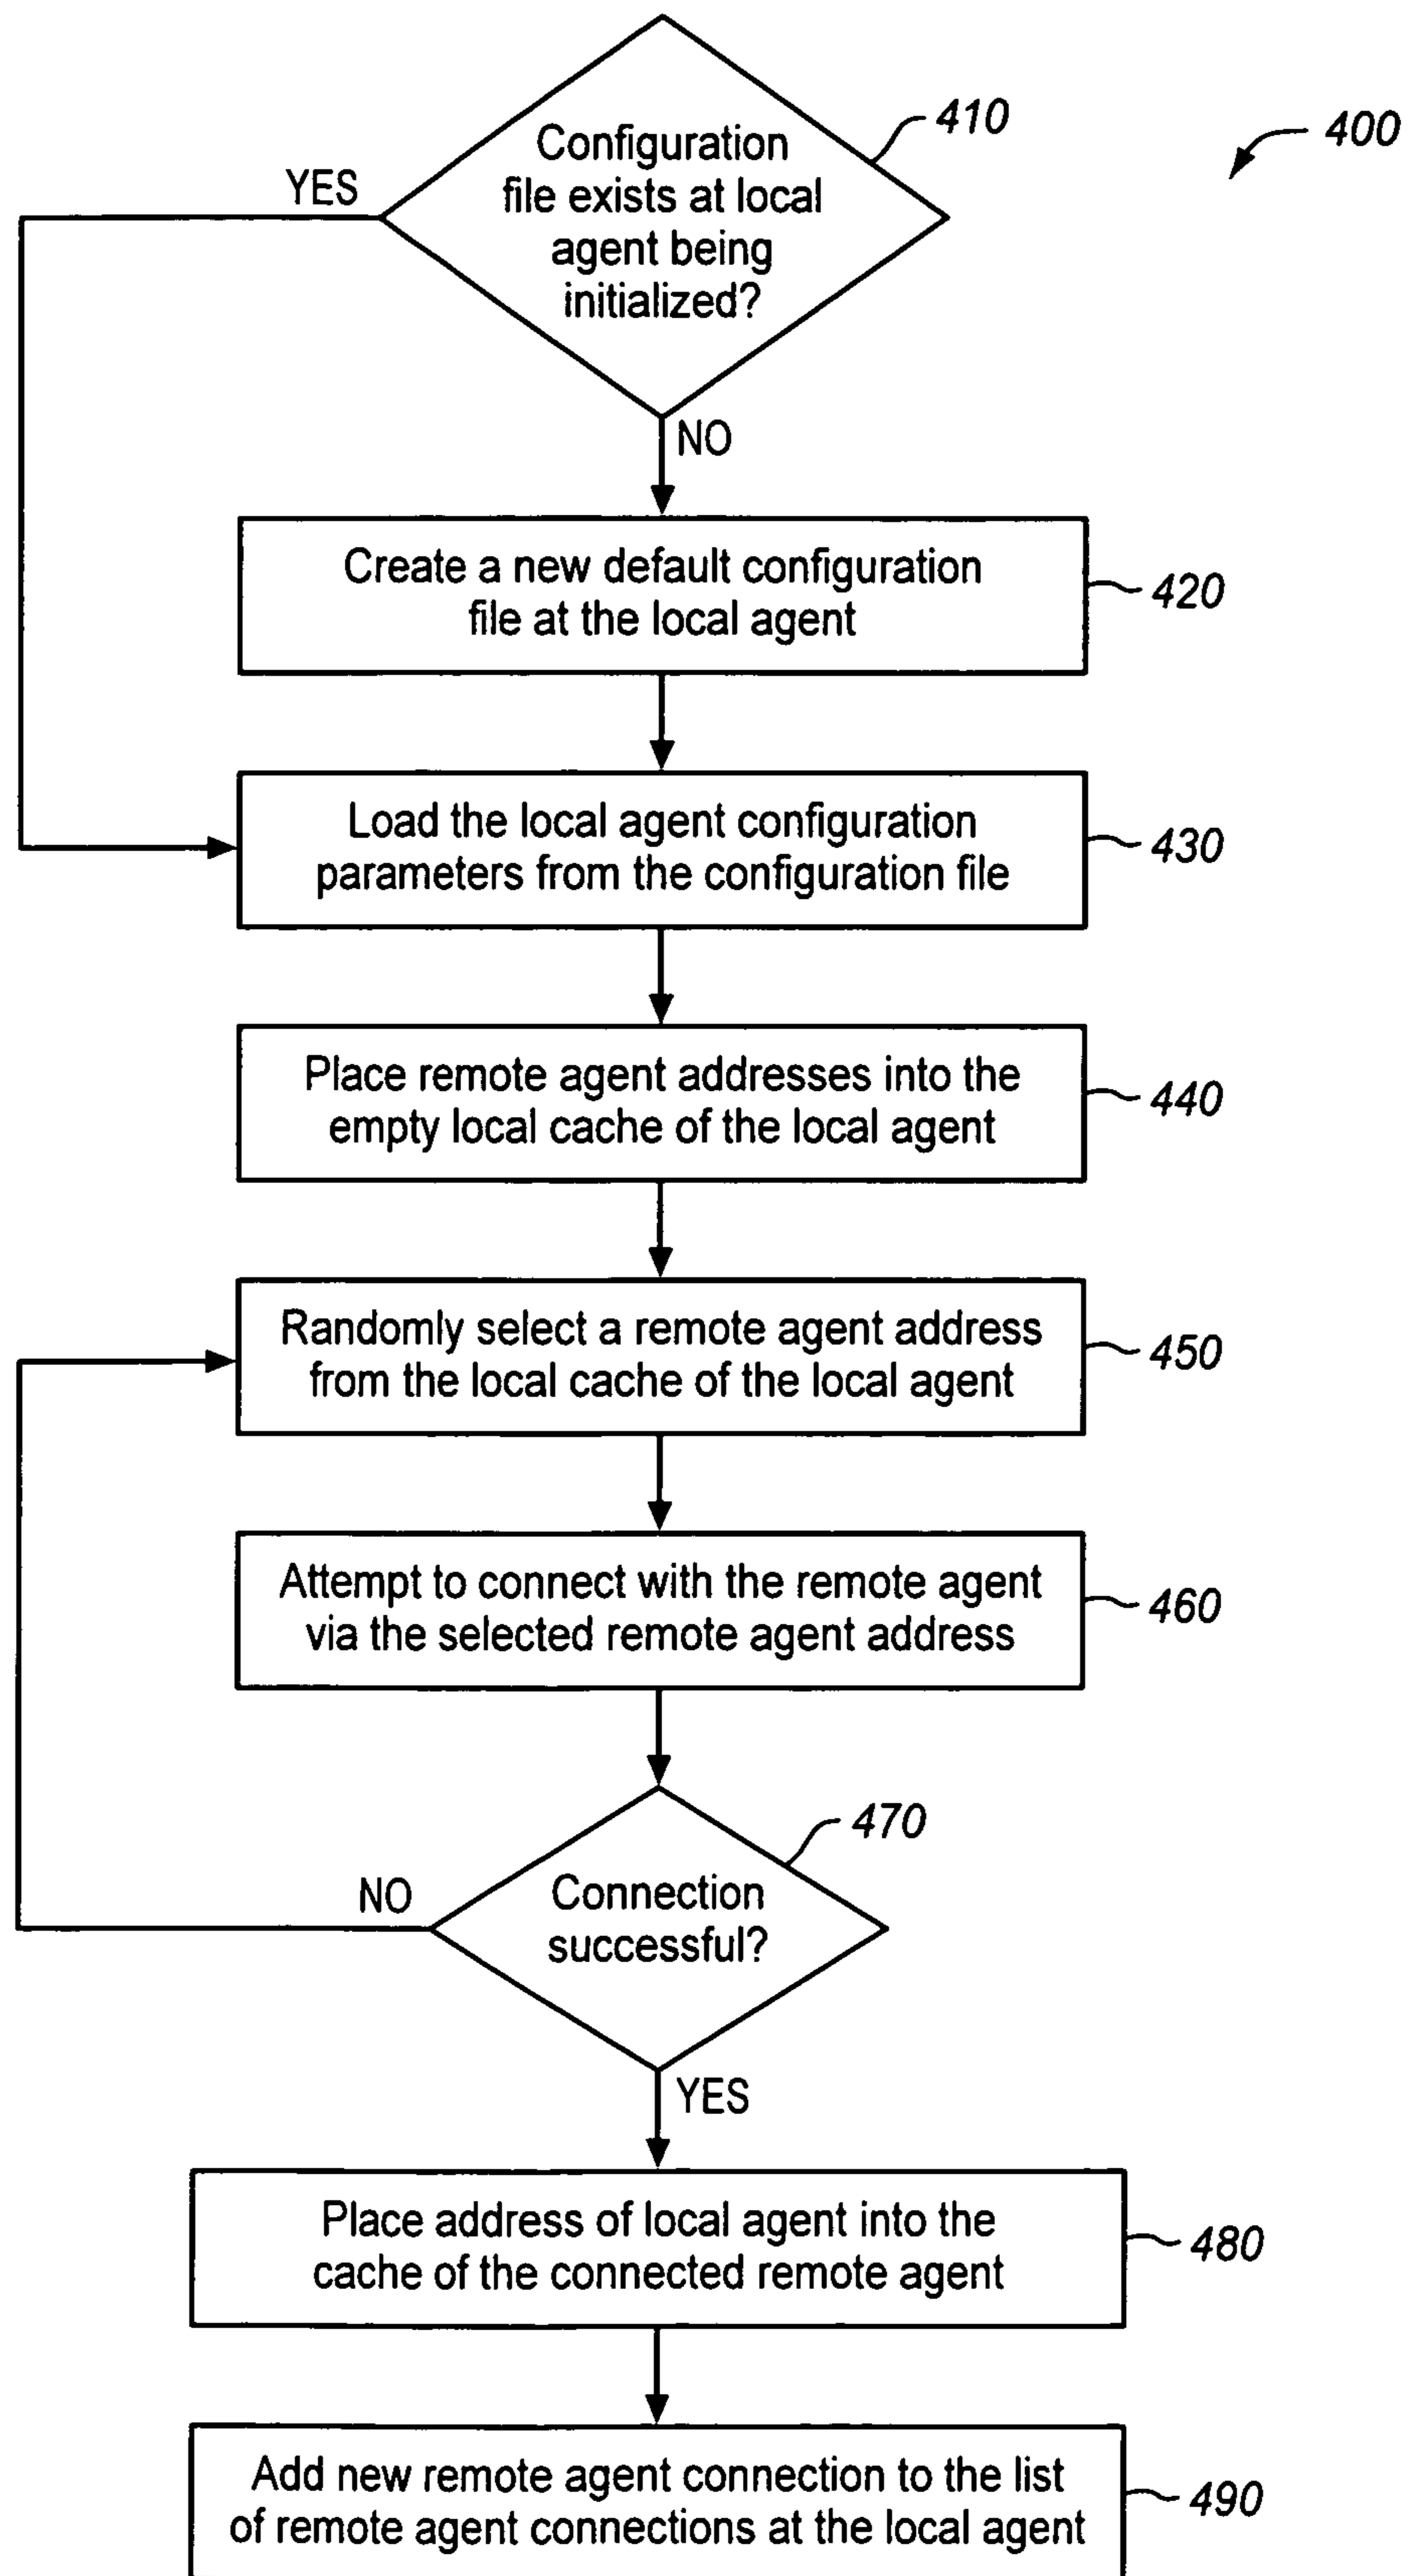 410
400
Configuration
file exists at local
agent being
initialized?
YES
NO
Create a new default configuration
file at the local agent
420
Load the local agent configuration
parameters from the configuration file
430
Place remote agent addresses into the
empty local cache of the local agent
440
Randomly select a remote agent address
from the local cache of the local agent
450
Attempt to connect with the remote agent
via the selected remote agent address
460
470
NO
Connection
successful?
YES
Place address of local agent into the
cache of the connected remote agent
480
Add new remote agent connection to the list
of remote agent connections at the local agent
490